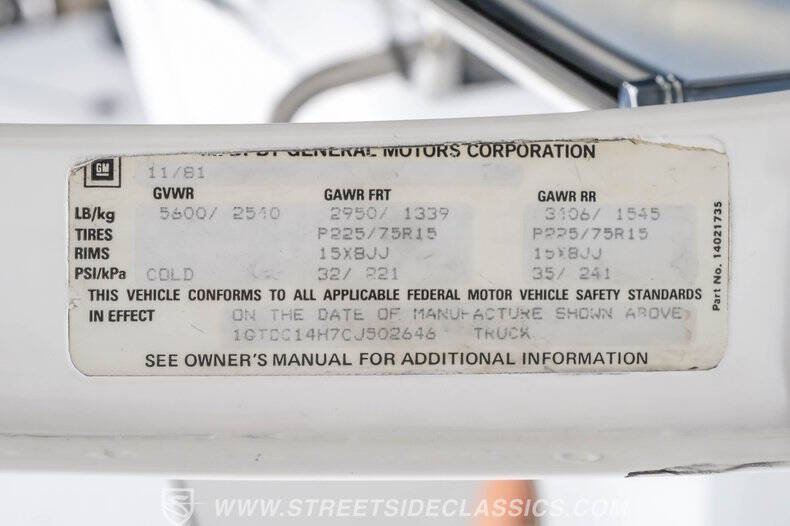 BY GENERAL MOTORS CORPORATION
GM 11/81
GVWR GAWR FRT GAWR RR
LB/kg 5600/ 2540 2950/ 1339 3106/ 1545
TIRES P225/75R15 P225/75R15
RIMS 15X8JJ 15X8JJ
PSI/kPa COLD 32/ 221 35/ 241
THIS VEHICLE CONFORMS TO ALL APPLICABLE FEDERAL MOTOR VEHICLE SAFETY STANDARDS
IN EFFECT ON THE DATE OF MANUFACTURE SHOWN ABOVE
1GTDC14H7CJ502646 TRUCK
SEE OWNER'S MANUAL FOR ADDITIONAL INFORMATION
Part No. 14021735
WWW.STREETSIDECLASSICS.COM